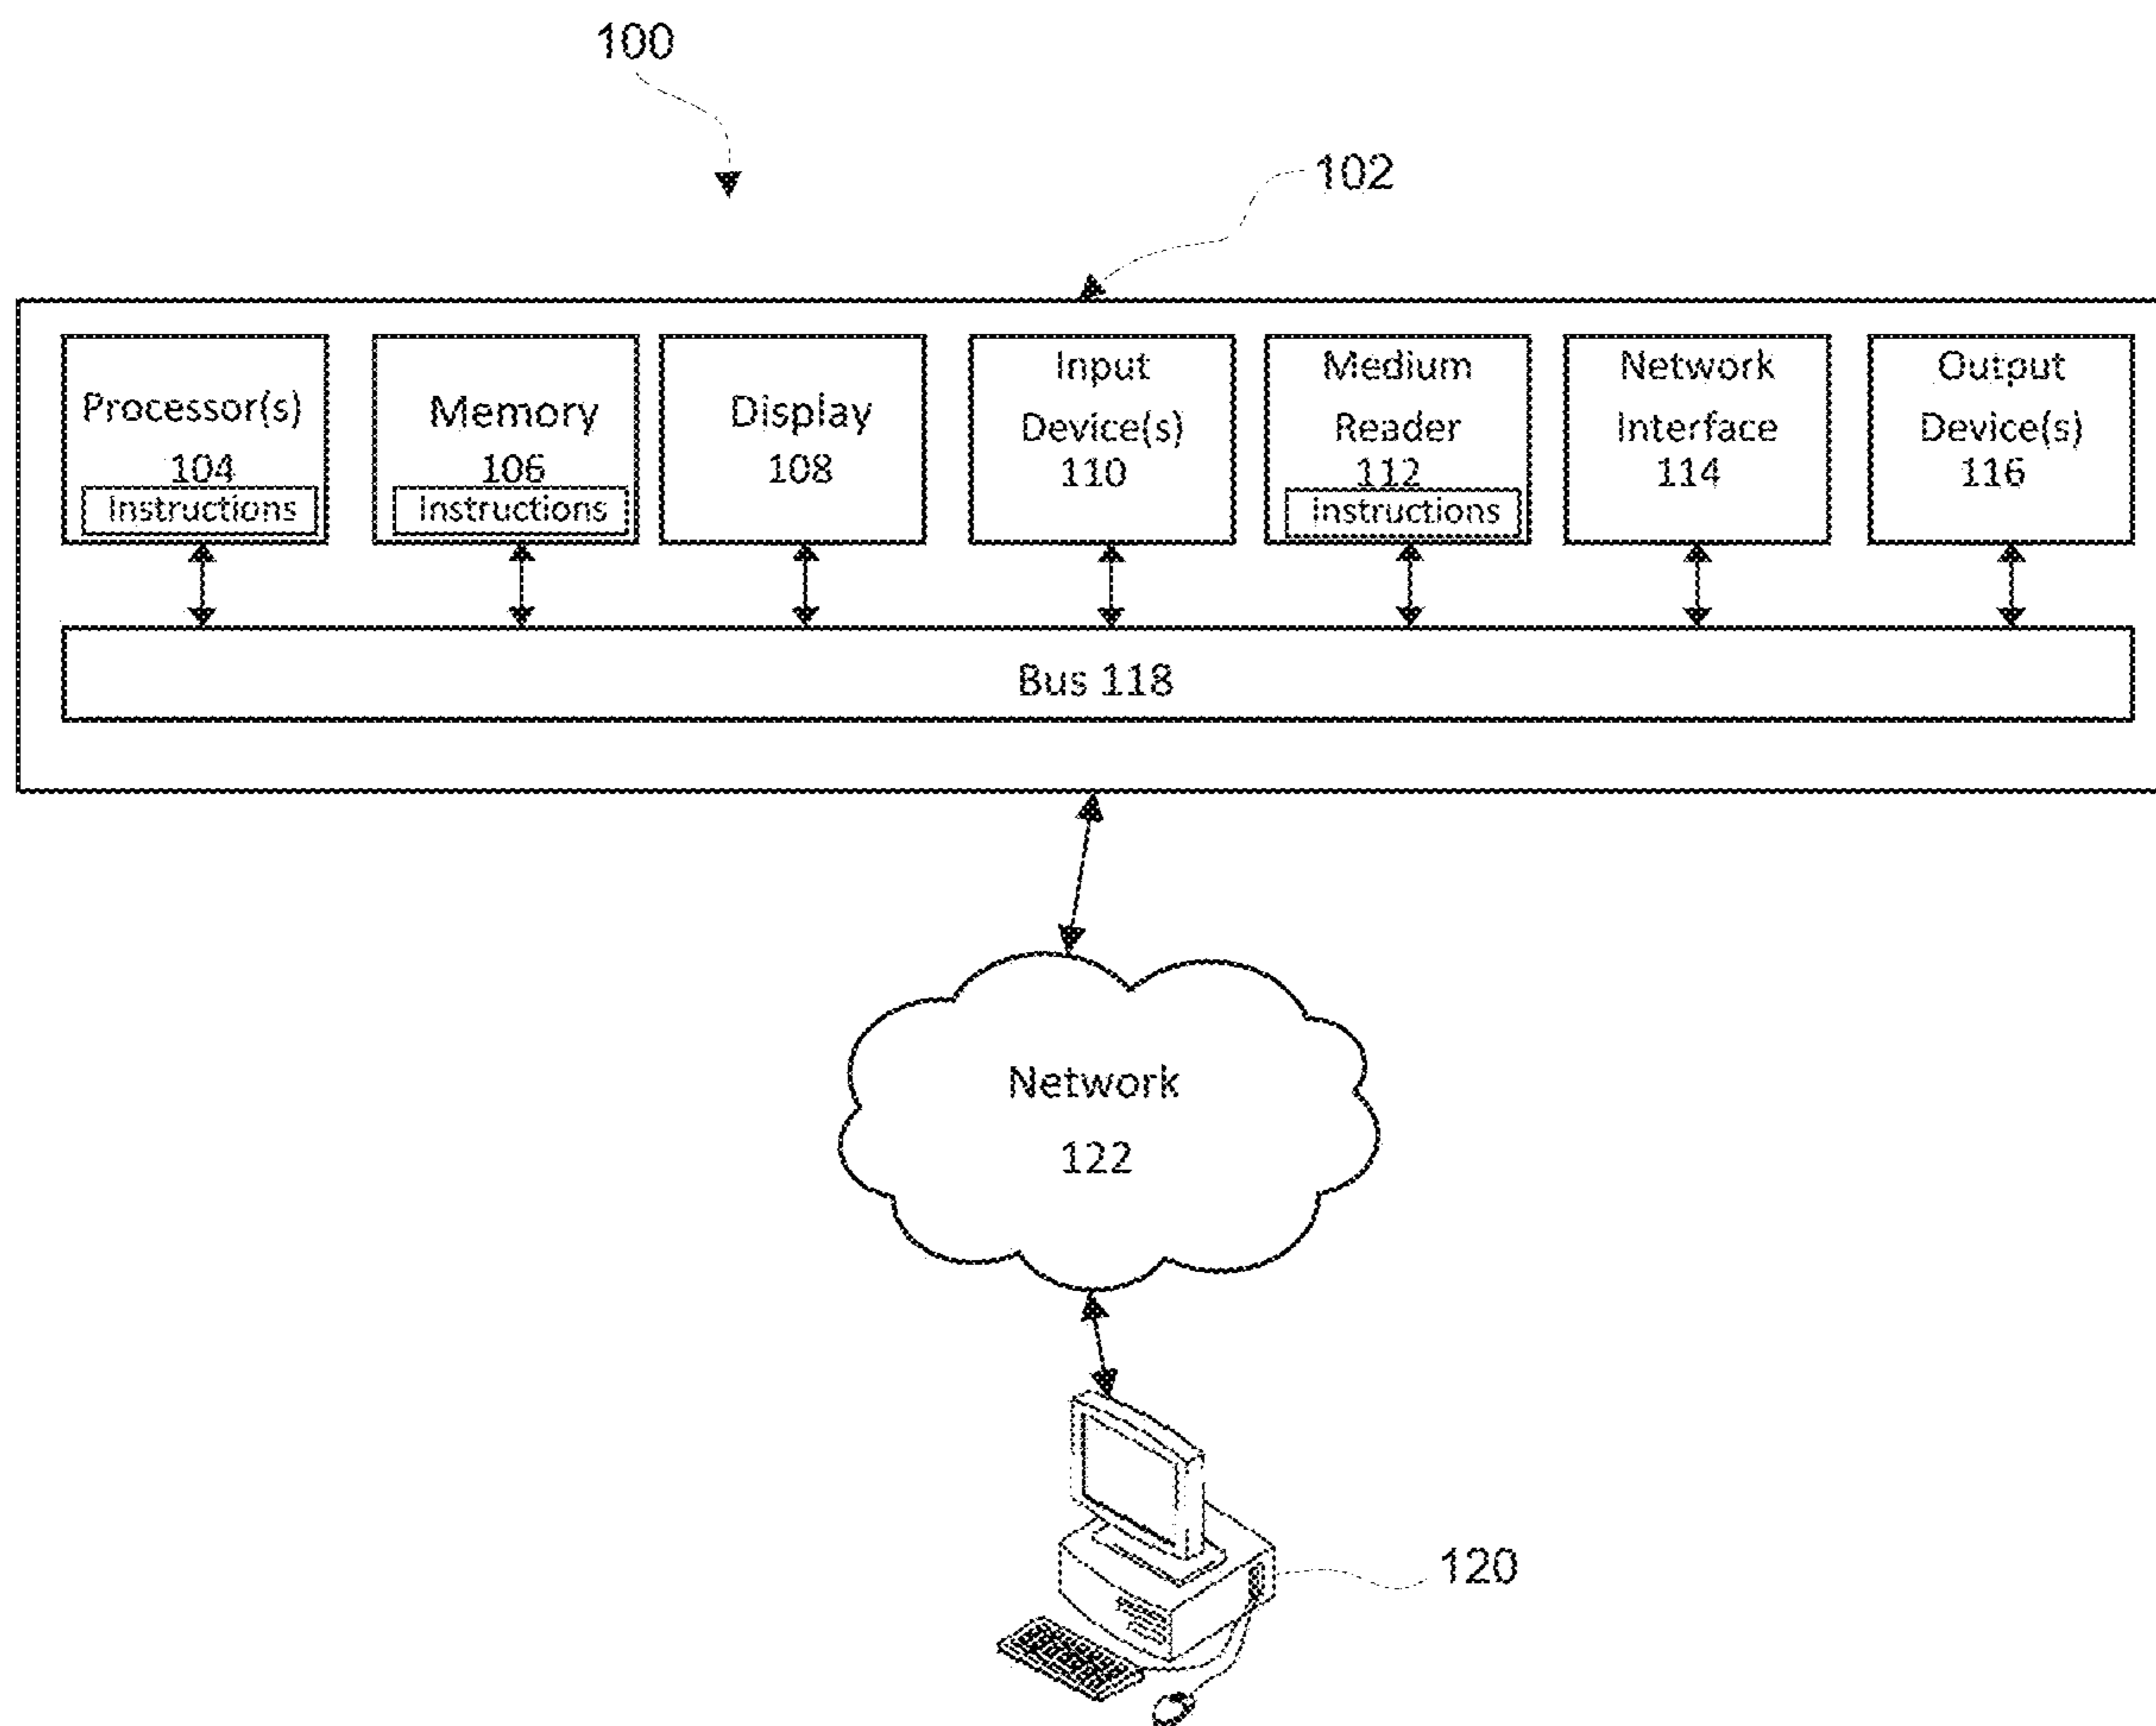 100
102
Processor(s)
104
Instructions
Memory
106
Instructions
Display
108
Input
Device(s)
110
Medium
Reader
112
Instructions
Network
Interface
114
Output
Device(s)
116
Bus 118
Network
122
120